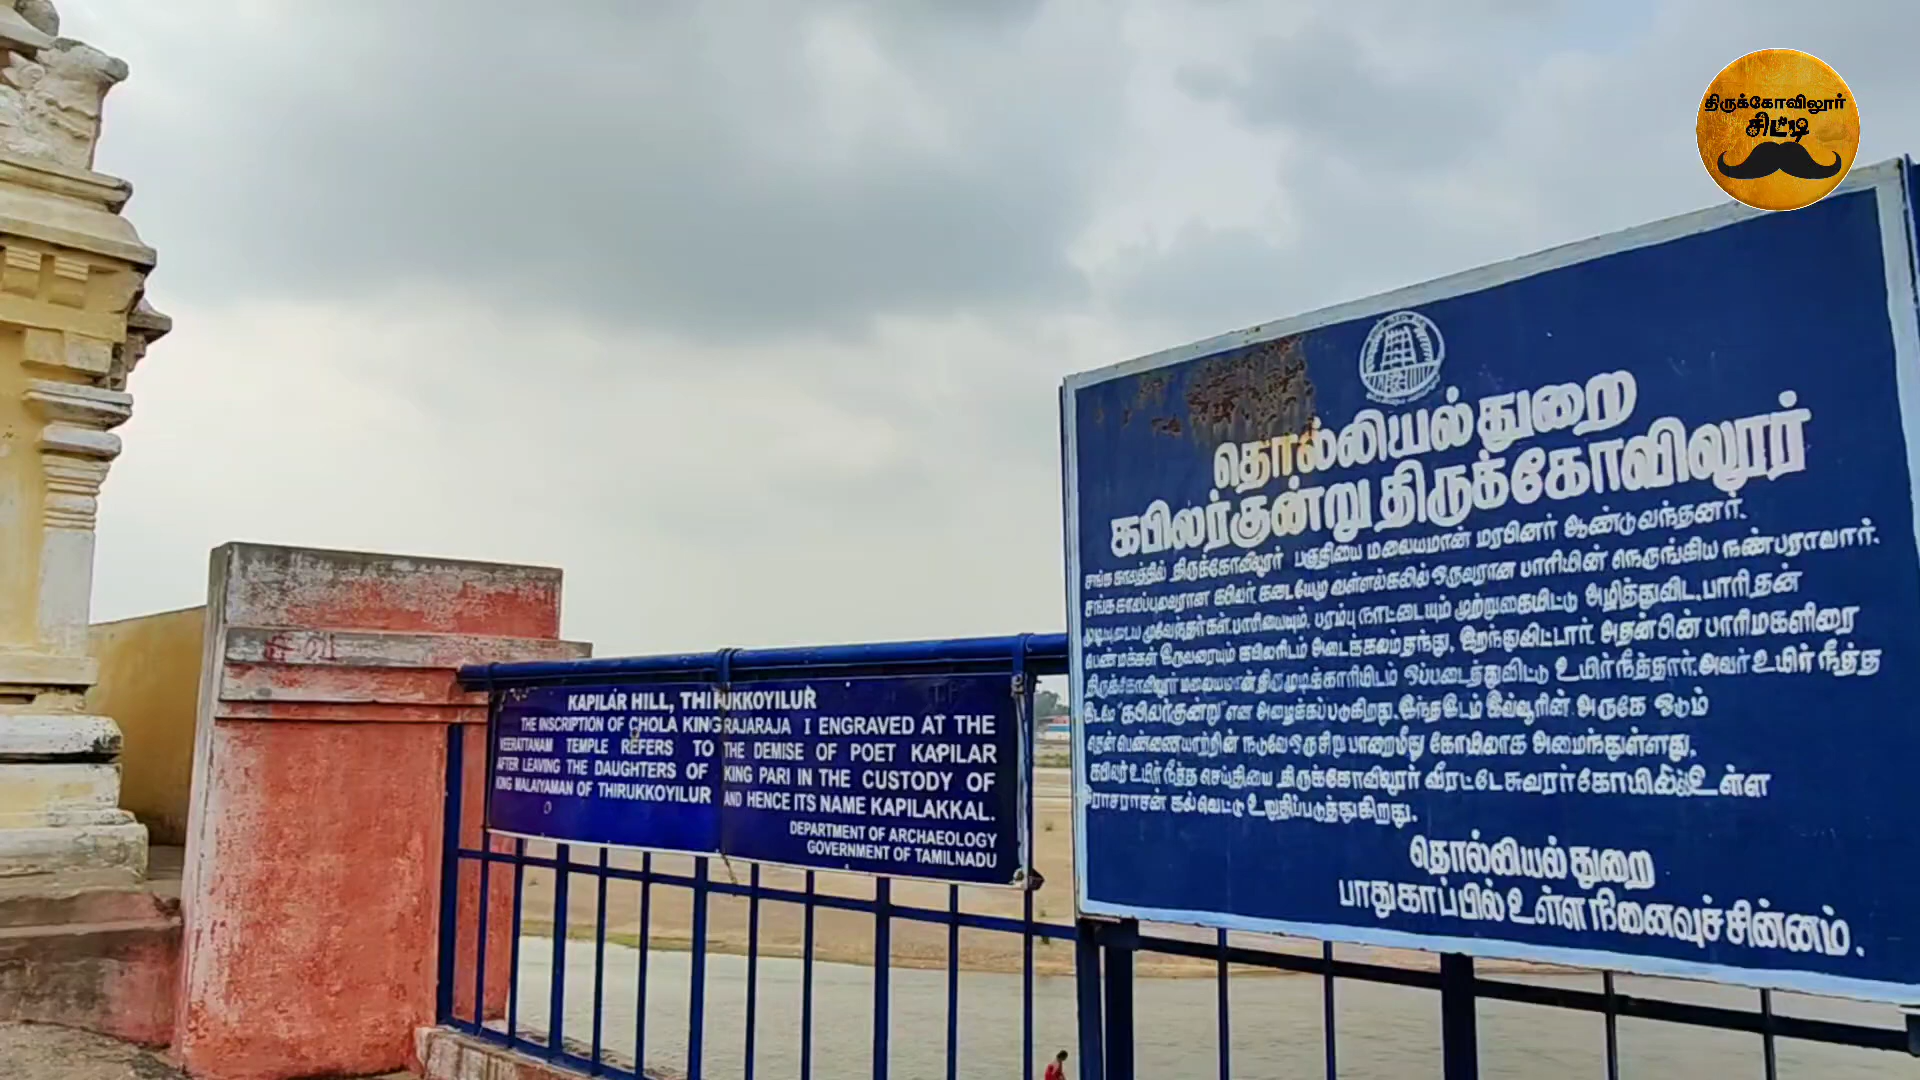 திருக்கோவிலூர்
சிட்டி
KAPILAR HILL, THIRUKKOYILUR
THE INSCRIPTION OF CHOLA KING RAJARAJA I ENGRAVED AT THE
VEERATTANAM TEMPLE REFERS TO THE DEMISE OF POET KAPILAR
AFTER LEAVING THE DAUGHTERS OF KING PARI IN THE CUSTODY OF
KING MALAIYAMAN OF THIRUKKOYILUR AND HENCE ITS NAME KAPILAKKAL.
DEPARTMENT OF ARCHAEOLOGY
GOVERNMENT OF TAMILNADU
தொல்லியல் துறை
கபிலர்குன்று திருக்கோவிலூர்
சங்க காலத்தில் திருக்கோவிலூர் பகுதியை மலையமான் மரபினர் ஆண்டு வந்தனர்.
சங்ககாலப்புலவரான கபிலர் கடையேழு வள்ளல்களில் ஒருவரான பாரியின் நெருங்கிய நண்பராவார்.
முடியுடைய மூவேந்தர்கள் பாரியையும், பரம்பு நாட்டையும் முற்றுகையிட்டு அழித்துவிட, பாரி தன்
பெண்மக்கள் இருவரையும் கபிலரிடம் அடைக்கலம் தந்து, இறந்துவிட்டார். அதன்பின் பாரிமகளிரை
திருக்கோவிலூர் மலையமான் திருமுடிக்காரியிடம் ஒப்படைத்துவிட்டு உயிர்நீத்தார். அவர் உயிர் நீத்த
இடமே "கபிலர்குன்று" என அழைக்கப்படுகிறது. இந்த இடம் இவ்வூரின் அருகே ஓடும்
தென்பெண்ணையாற்றின் நடுவே ஒரு சிறு பாறைமீது கோயிலாக அமைந்துள்ளது.
கபிலர் உயிர் நீத்த செய்தியை திருக்கோவிலூர் வீரட்டேசுவரர் கோயிலில் உள்ள
இராசராசன் கல்வெட்டு உறுதிப்படுத்துகிறது.
தொல்லியல் துறை
பாதுகாப்பில் உள்ள நினைவுச் சின்னம்.